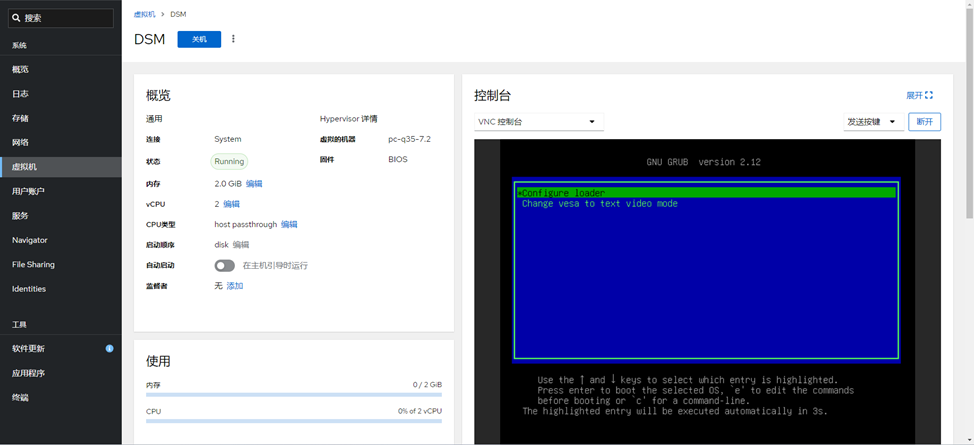 搜索
系统
概览
日志
存储
网络
虚拟机
用户账户
服务
Navigator
File Sharing
Identities
工具
软件更新
应用程序
终端
虚拟机 > DSM
DSM 关机
概览
通用
连接 System
状态 Running
内存 2.0 GiB 编辑
vCPU 2 编辑
CPU类型 host passthrough 编辑
启动顺序 disk 编辑
自动启动 在主机引导时运行
监督者 无 添加
Hypervisor 详情
虚拟的机器 pc-q35-7.2
固件 BIOS
使用
内存 0 / 2 GiB
CPU 0% of 2 vCPU
控制台 展开
VNC 控制台 发送按键 断开
GNU GRUB version 2.12
*Configure loader
Change vesa to text video mode
Use the ↑ and ↓ keys to select which entry is highlighted.
Press enter to boot the selected OS, `e' to edit the commands
before booting or `c' for a command-line.
The highlighted entry will be executed automatically in 3s.